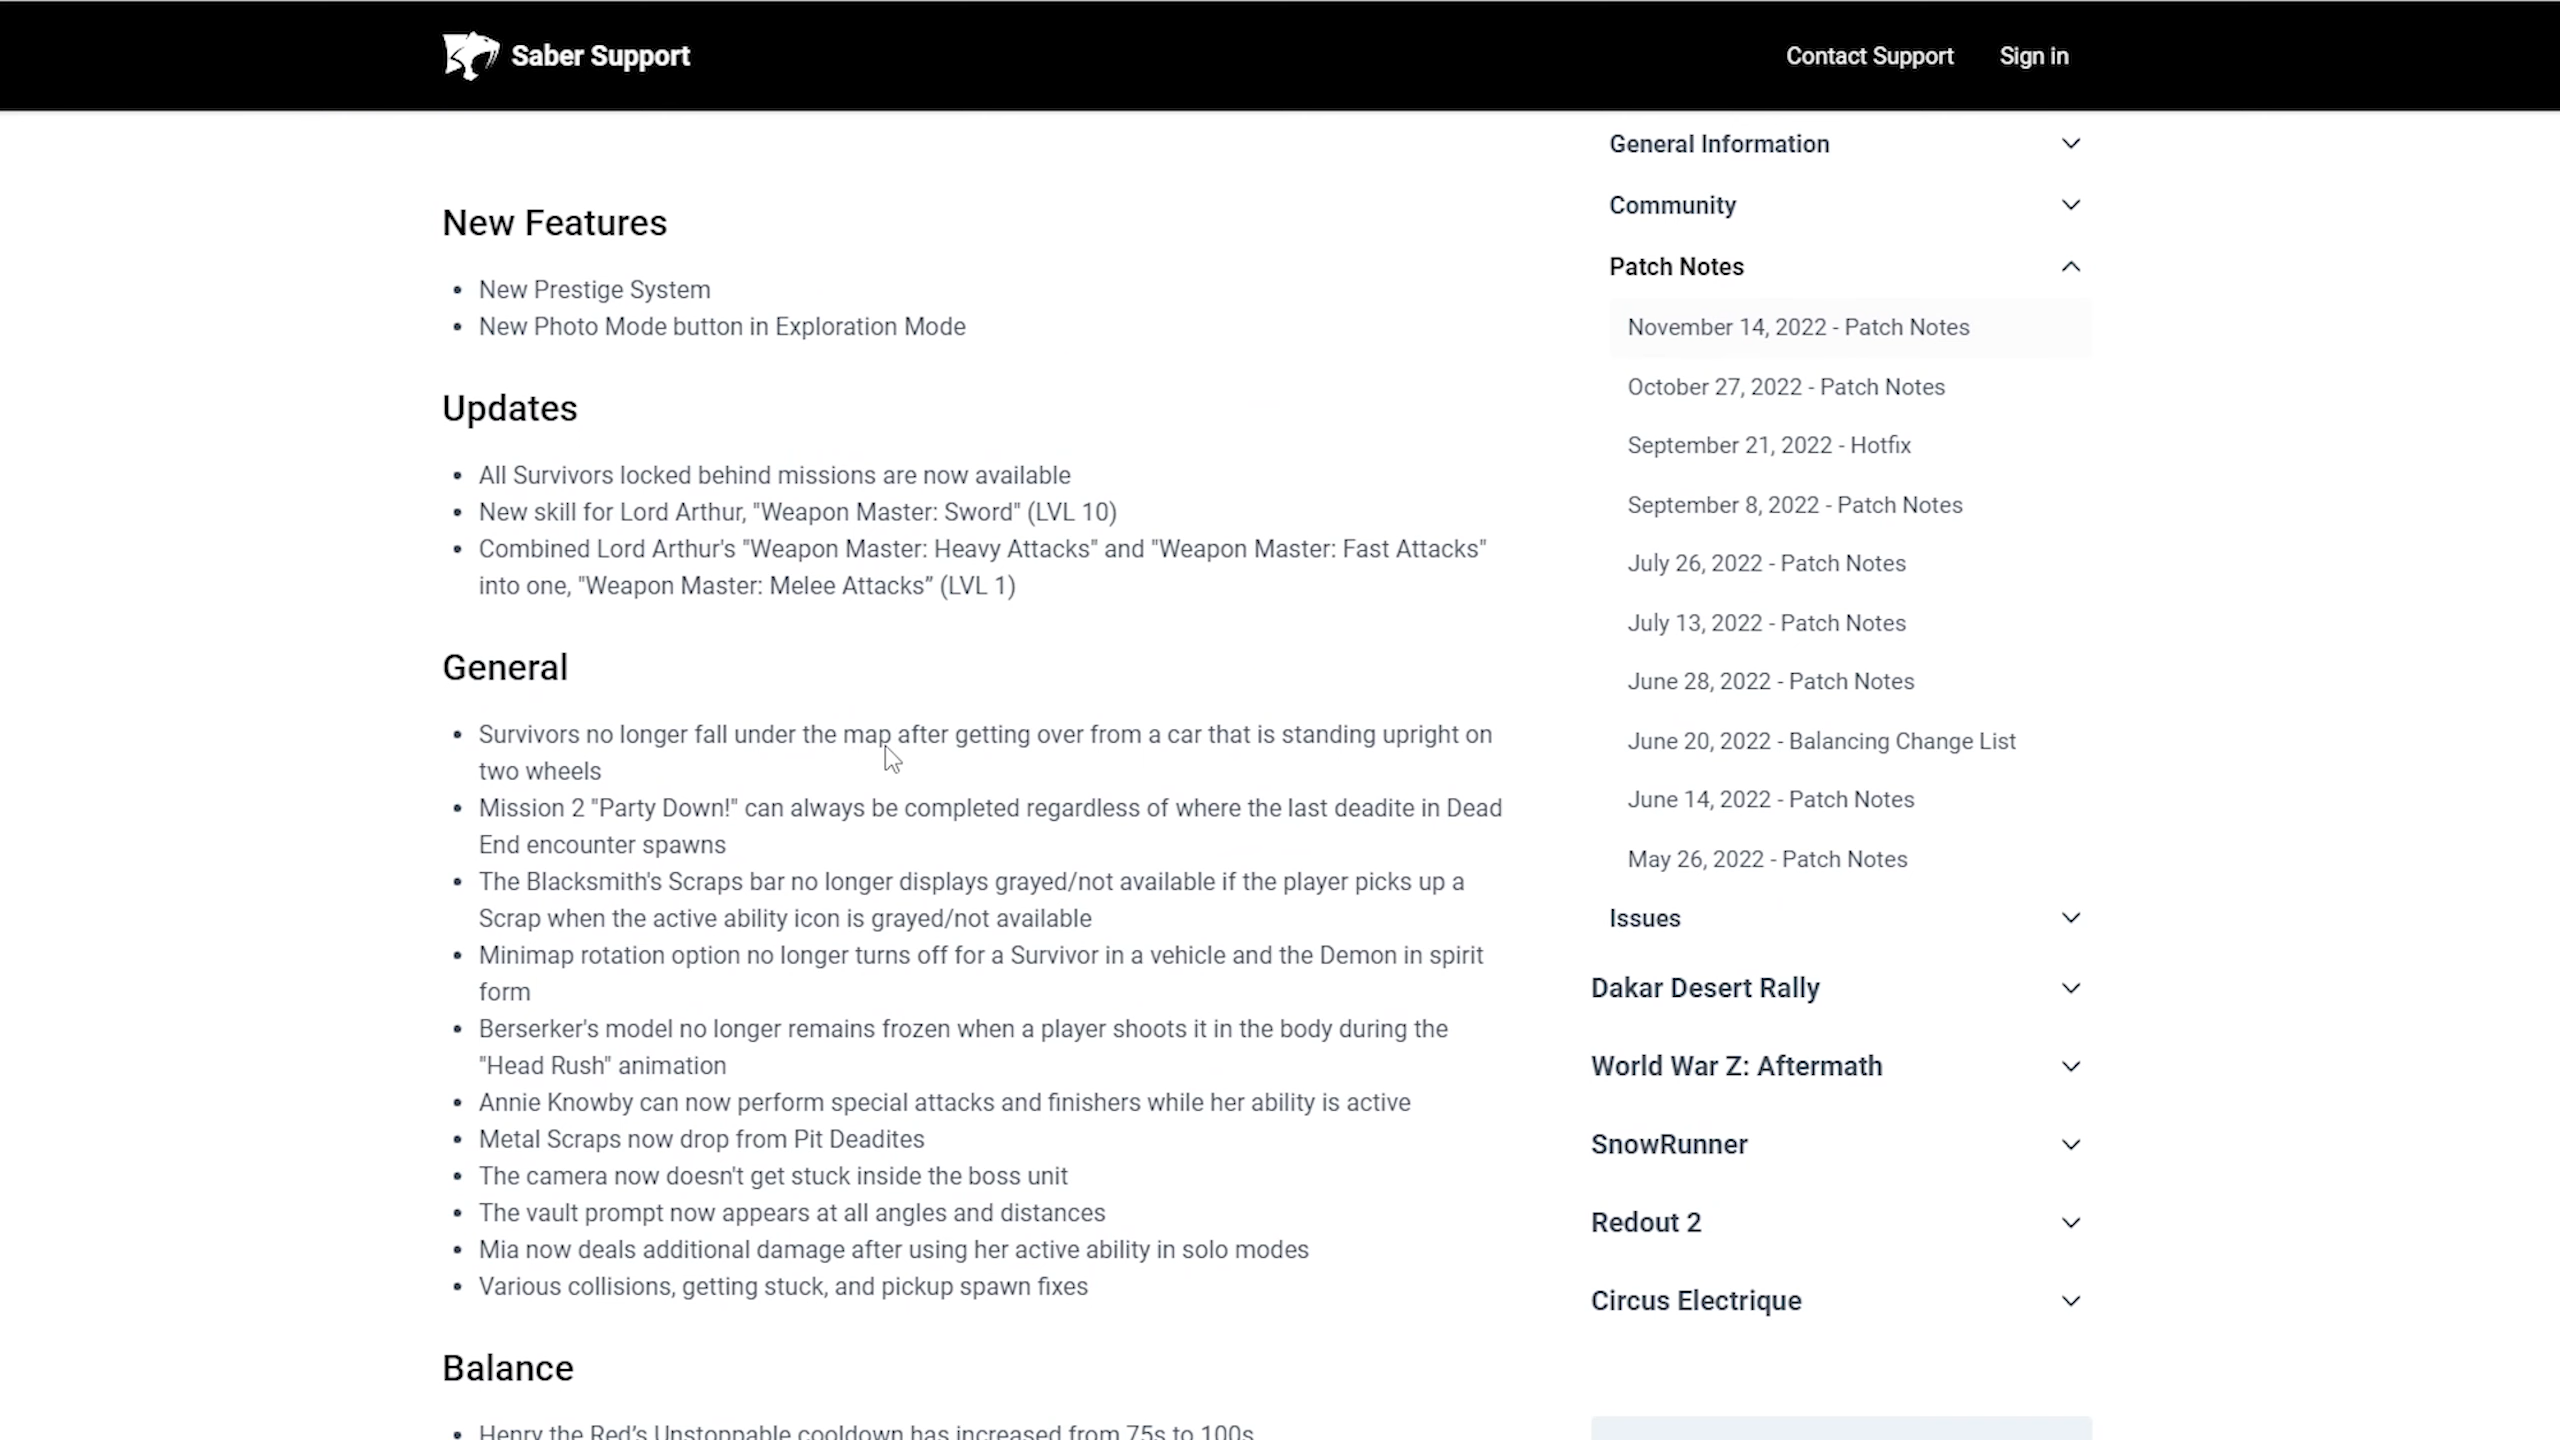 Saber Support
Contact Support
Sign in
New Features
New Prestige System
New Photo Mode button in Exploration Mode
Updates
All Survivors locked behind missions are now available
New skill for Lord Arthur, "Weapon Master: Sword" (LVL 10)
Combined Lord Arthur's "Weapon Master: Heavy Attacks" and "Weapon Master: Fast Attacks"
into one, "Weapon Master: Melee Attacks” (LVL 1)
General
Survivors no longer fall under the map after getting over from a car that is standing upright on
two wheels
Mission 2 "Party Down!" can always be completed regardless of where the last deadite in Dead
End encounter spawns
The Blacksmith's Scraps bar no longer displays grayed/not available if the player picks up a
Scrap when the active ability icon is grayed/not available
Minimap rotation option no longer turns off for a Survivor in a vehicle and the Demon in spirit
form
Berserker's model no longer remains frozen when a player shoots it in the body during the
"Head Rush" animation
Annie Knowby can now perform special attacks and finishers while her ability is active
Metal Scraps now drop from Pit Deadites
The camera now doesn't get stuck inside the boss unit
The vault prompt now appears at all angles and distances
Mia now deals additional damage after using her active ability in solo modes
Various collisions, getting stuck, and pickup spawn fixes
Balance
Henry the Red’s Unstoppable cooldown has increased from 75s to 100s
General Information
Community
Patch Notes
November 14, 2022 - Patch Notes
October 27, 2022 - Patch Notes
September 21, 2022 - Hotfix
September 8, 2022 - Patch Notes
July 26, 2022 - Patch Notes
July 13, 2022 - Patch Notes
June 28, 2022 - Patch Notes
June 20, 2022 - Balancing Change List
June 14, 2022 - Patch Notes
May 26, 2022 - Patch Notes
Issues
Dakar Desert Rally
World War Z: Aftermath
SnowRunner
Redout 2
Circus Electrique